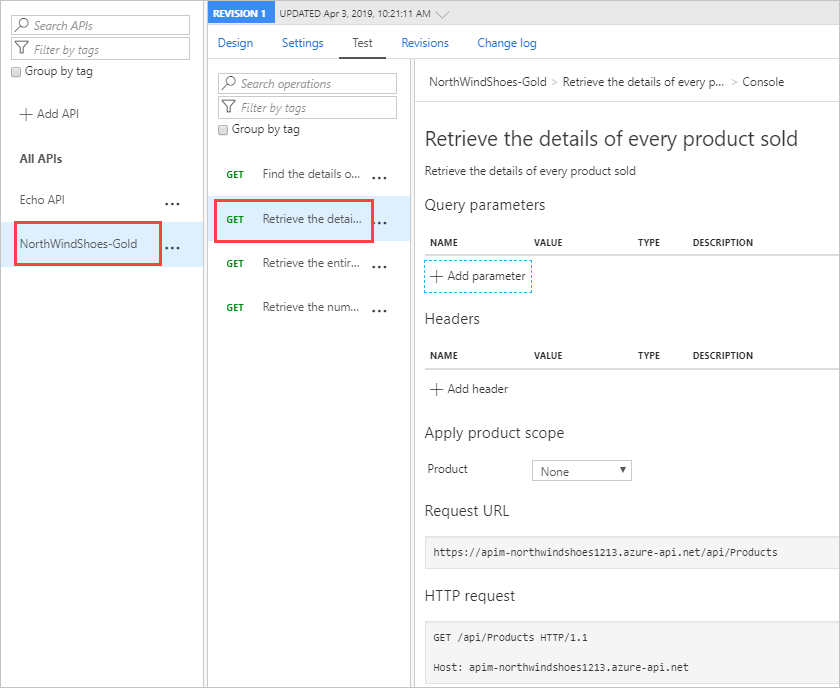 Search APIs
Filter by tags
Group by tag
Add API
All APIs
Echo API
...
NorthWindShoes-Gold
...
REVISION 1 UPDATED Apr 3, 2019, 10:21:11 AM
Design Settings Test Revisions Change log
Search operations
Filter by tags
Group by tag
GET Find the details o... ...
GET Retrieve the detai... ...
GET Retrieve the entir... ...
GET Retrieve the num... ...
NorthWindShoes-Gold > Retrieve the details of every p... > Console
Retrieve the details of every product sold
Retrieve the details of every product sold
Query parameters
NAME VALUE TYPE DESCRIPTION
Add parameter
Headers
NAME VALUE TYPE DESCRIPTION
Add header
Apply product scope
Product None
Request URL
https://apim-northwindshoes1213.azure-api.net/api/Products
HTTP request
GET /api/Products HTTP/1.1
Host: apim-northwindshoes1213.azure-api.net